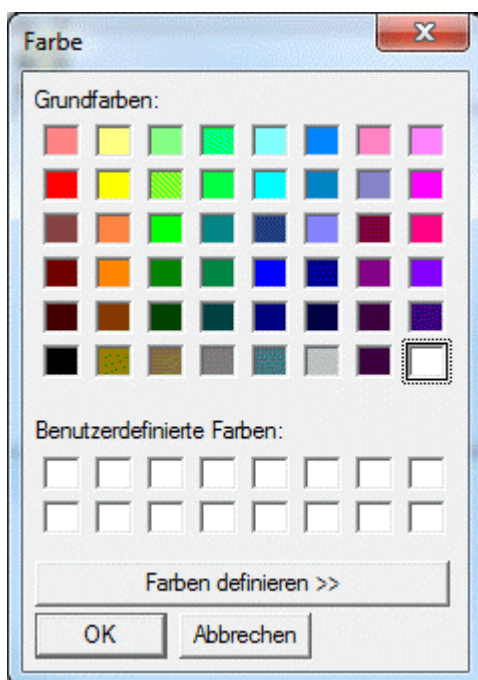 Farbe
Grundfarben:
Benutzerdefinierte Farben:
Farben definieren >>
OK Abbrechen